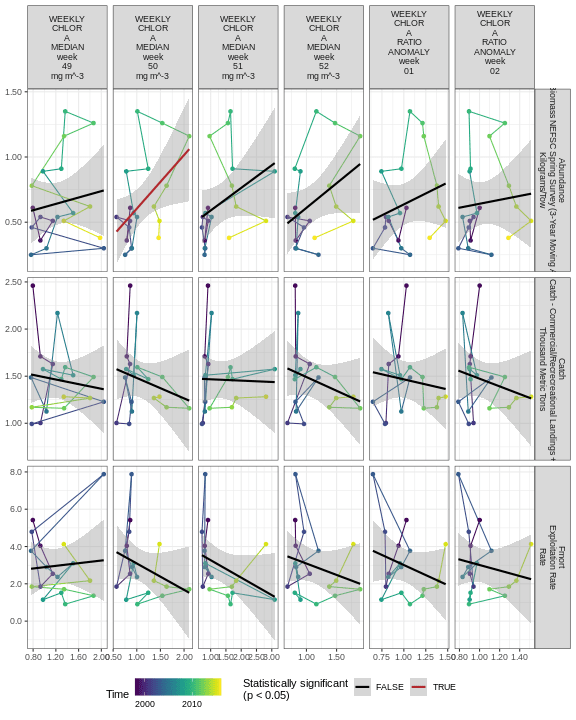 WEEKLY
CHLOR
A
MEDIAN
week
49
mg m^-3
WEEKLY
CHLOR
A
MEDIAN
week
50
mg m^-3
WEEKLY
CHLOR
A
MEDIAN
week
51
mg m^-3
WEEKLY
CHLOR
A
MEDIAN
week
52
mg m^-3
WEEKLY
CHLOR
A
RATIO
ANOMALY
week
01
WEEKLY
CHLOR
A
RATIO
ANOMALY
week
02
1.50
1.00
0.50
Abundance
Biomass NEFSC Spring Survey (3-Year Moving A
Kilograms/Tow
2.50
2.00
1.50
1.00
Catch
Catch - Commercial/Recreational Landings +
Thousand Metric Tons
8.0
6.0
4.0
2.0
0.0
Fmort
Exploitation Rate
Rate
0.80 1.20 1.60 2.00
0.50 1.00 1.50 2.00
1.00 1.50 2.00 2.50 3.00
1.00 1.50
0.75 1.00 1.25 1.50
0.80 1.00 1.20 1.40
Time
2000 2010
Statistically significant
(p < 0.05)
FALSE TRUE